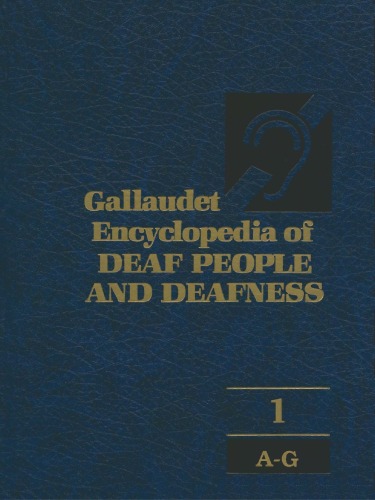 Gallaudet
Encyclopedia of
DEAF PEOPLE
AND DEAFNESS
1
A-G